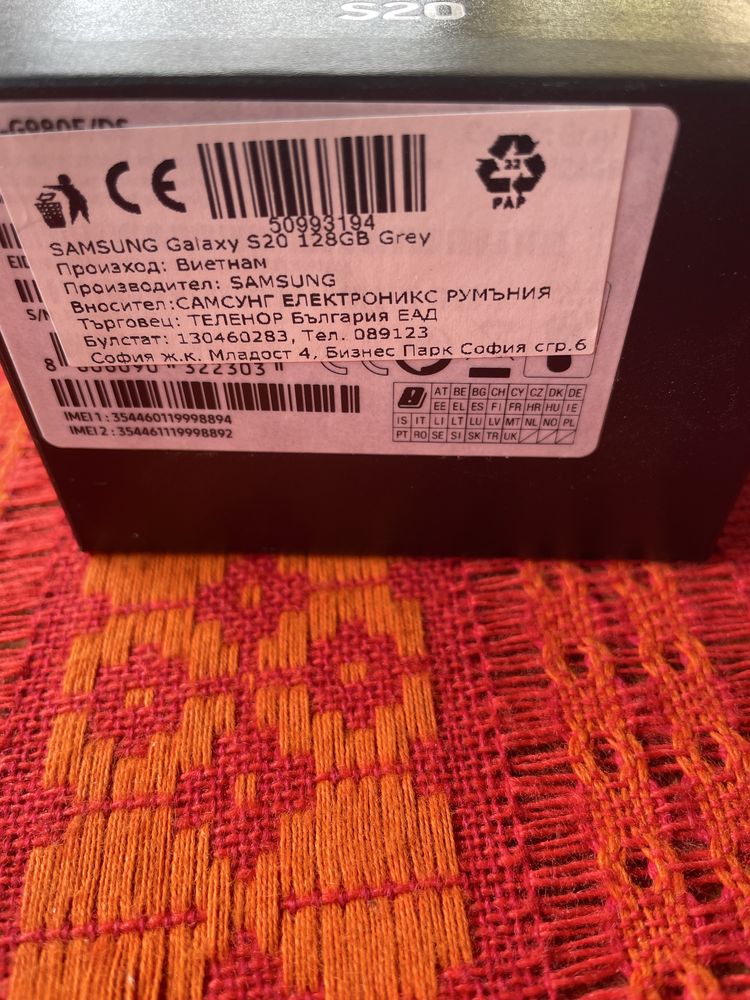 S20
50993194
SAMSUNG Galaxy S20 128GB Grey
Произход: Виетнам
Производител: SAMSUNG
Вносител:САМСУНГ ЕЛЕКТРОНИКС РУМЪНИЯ
Търговец: ТЕЛЕНОР България ЕАД
Булстат: 130460283, Тел. 089123
София ж.к. Младост 4, Бизнес Парк София сгр.6
22
PAP
S/N
IMEI 1 : 354460119998894
IMEI 2 : 354461119998892
AT BE BG CH CY CZ DK DE
EE EL ES FI FR HR HU IE
IS IT LI LT LU LV MT NL NO PL
PT RO SE SI SK TR UK